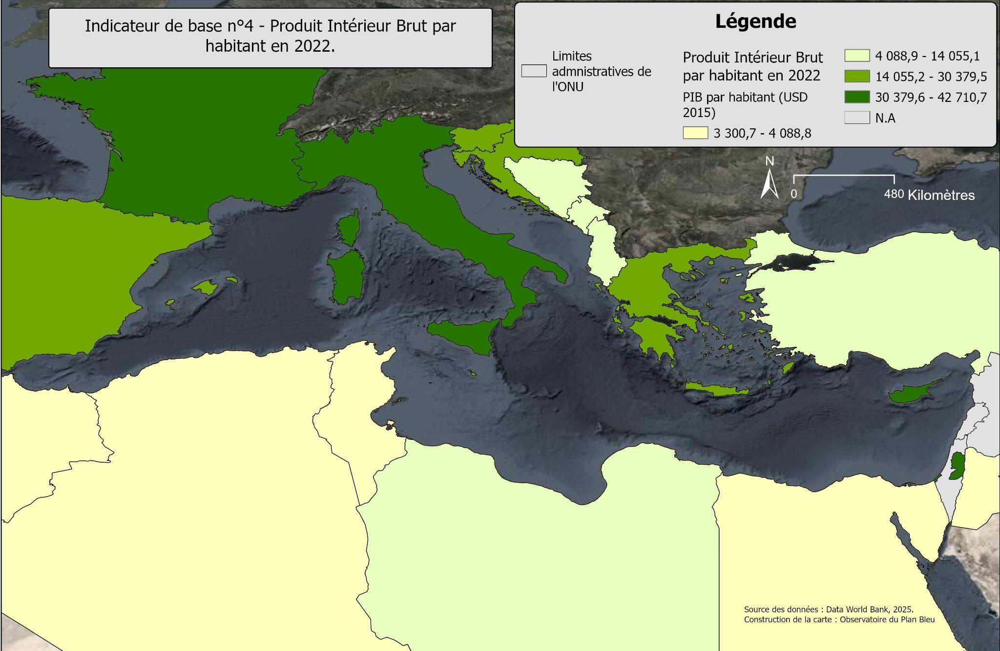 Indicateur de base n°4 - Produit Intérieur Brut par
habitant en 2022.
Légende
Limites
admnistratives de
l'ONU
Produit Intérieur Brut
par habitant en 2022
PIB par habitant (USD
2015)
3 300,7 - 4 088,8
4 088,9 - 14 055,1
14 055,2 - 30 379,5
30 379,6 - 42 710,7
N.A
N
0
480 Kilomètres
Source des données : Data World Bank, 2025.
Construction de la carte : Observatoire du Plan Bleu